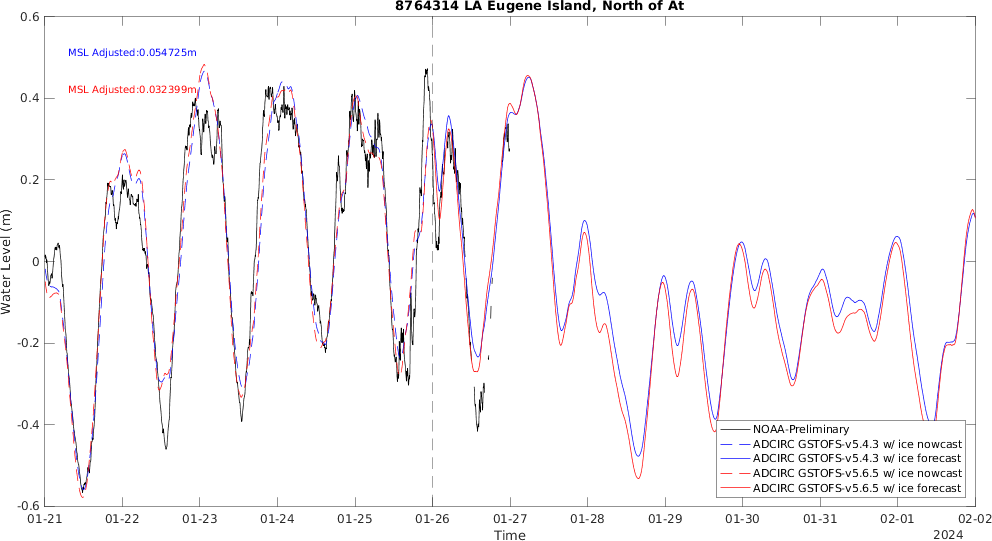 8764314 LA Eugene Island, North of At
0.6
0.4
0.2
0
-0.2
-0.4
-0.6
Water Level (m)
MSL Adjusted:0.054725m
MSL Adjusted:0.032399m
NOAA-Preliminary
ADCIRC GSTOFS-v5.4.3 w/ ice nowcast
ADCIRC GSTOFS-v5.4.3 w/ ice forecast
ADCIRC GSTOFS-v5.6.5 w/ ice nowcast
ADCIRC GSTOFS-v5.6.5 w/ ice forecast
01-21 01-22 01-23 01-24 01-25 01-26 01-27 01-28 01-29 01-30 01-31 02-01 02-02
Time
2024